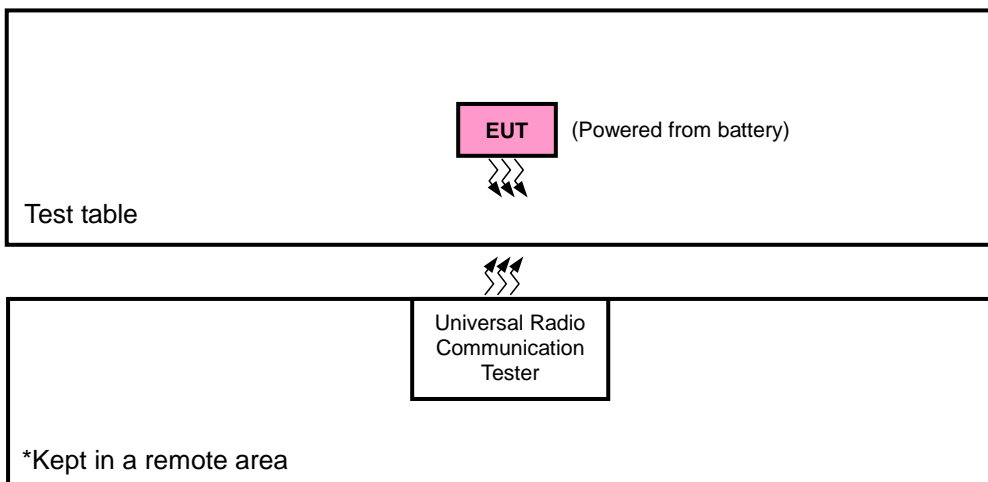 EUT
(Powered from battery)
Test table
Universal Radio
Communication
Tester
*Kept in a remote area